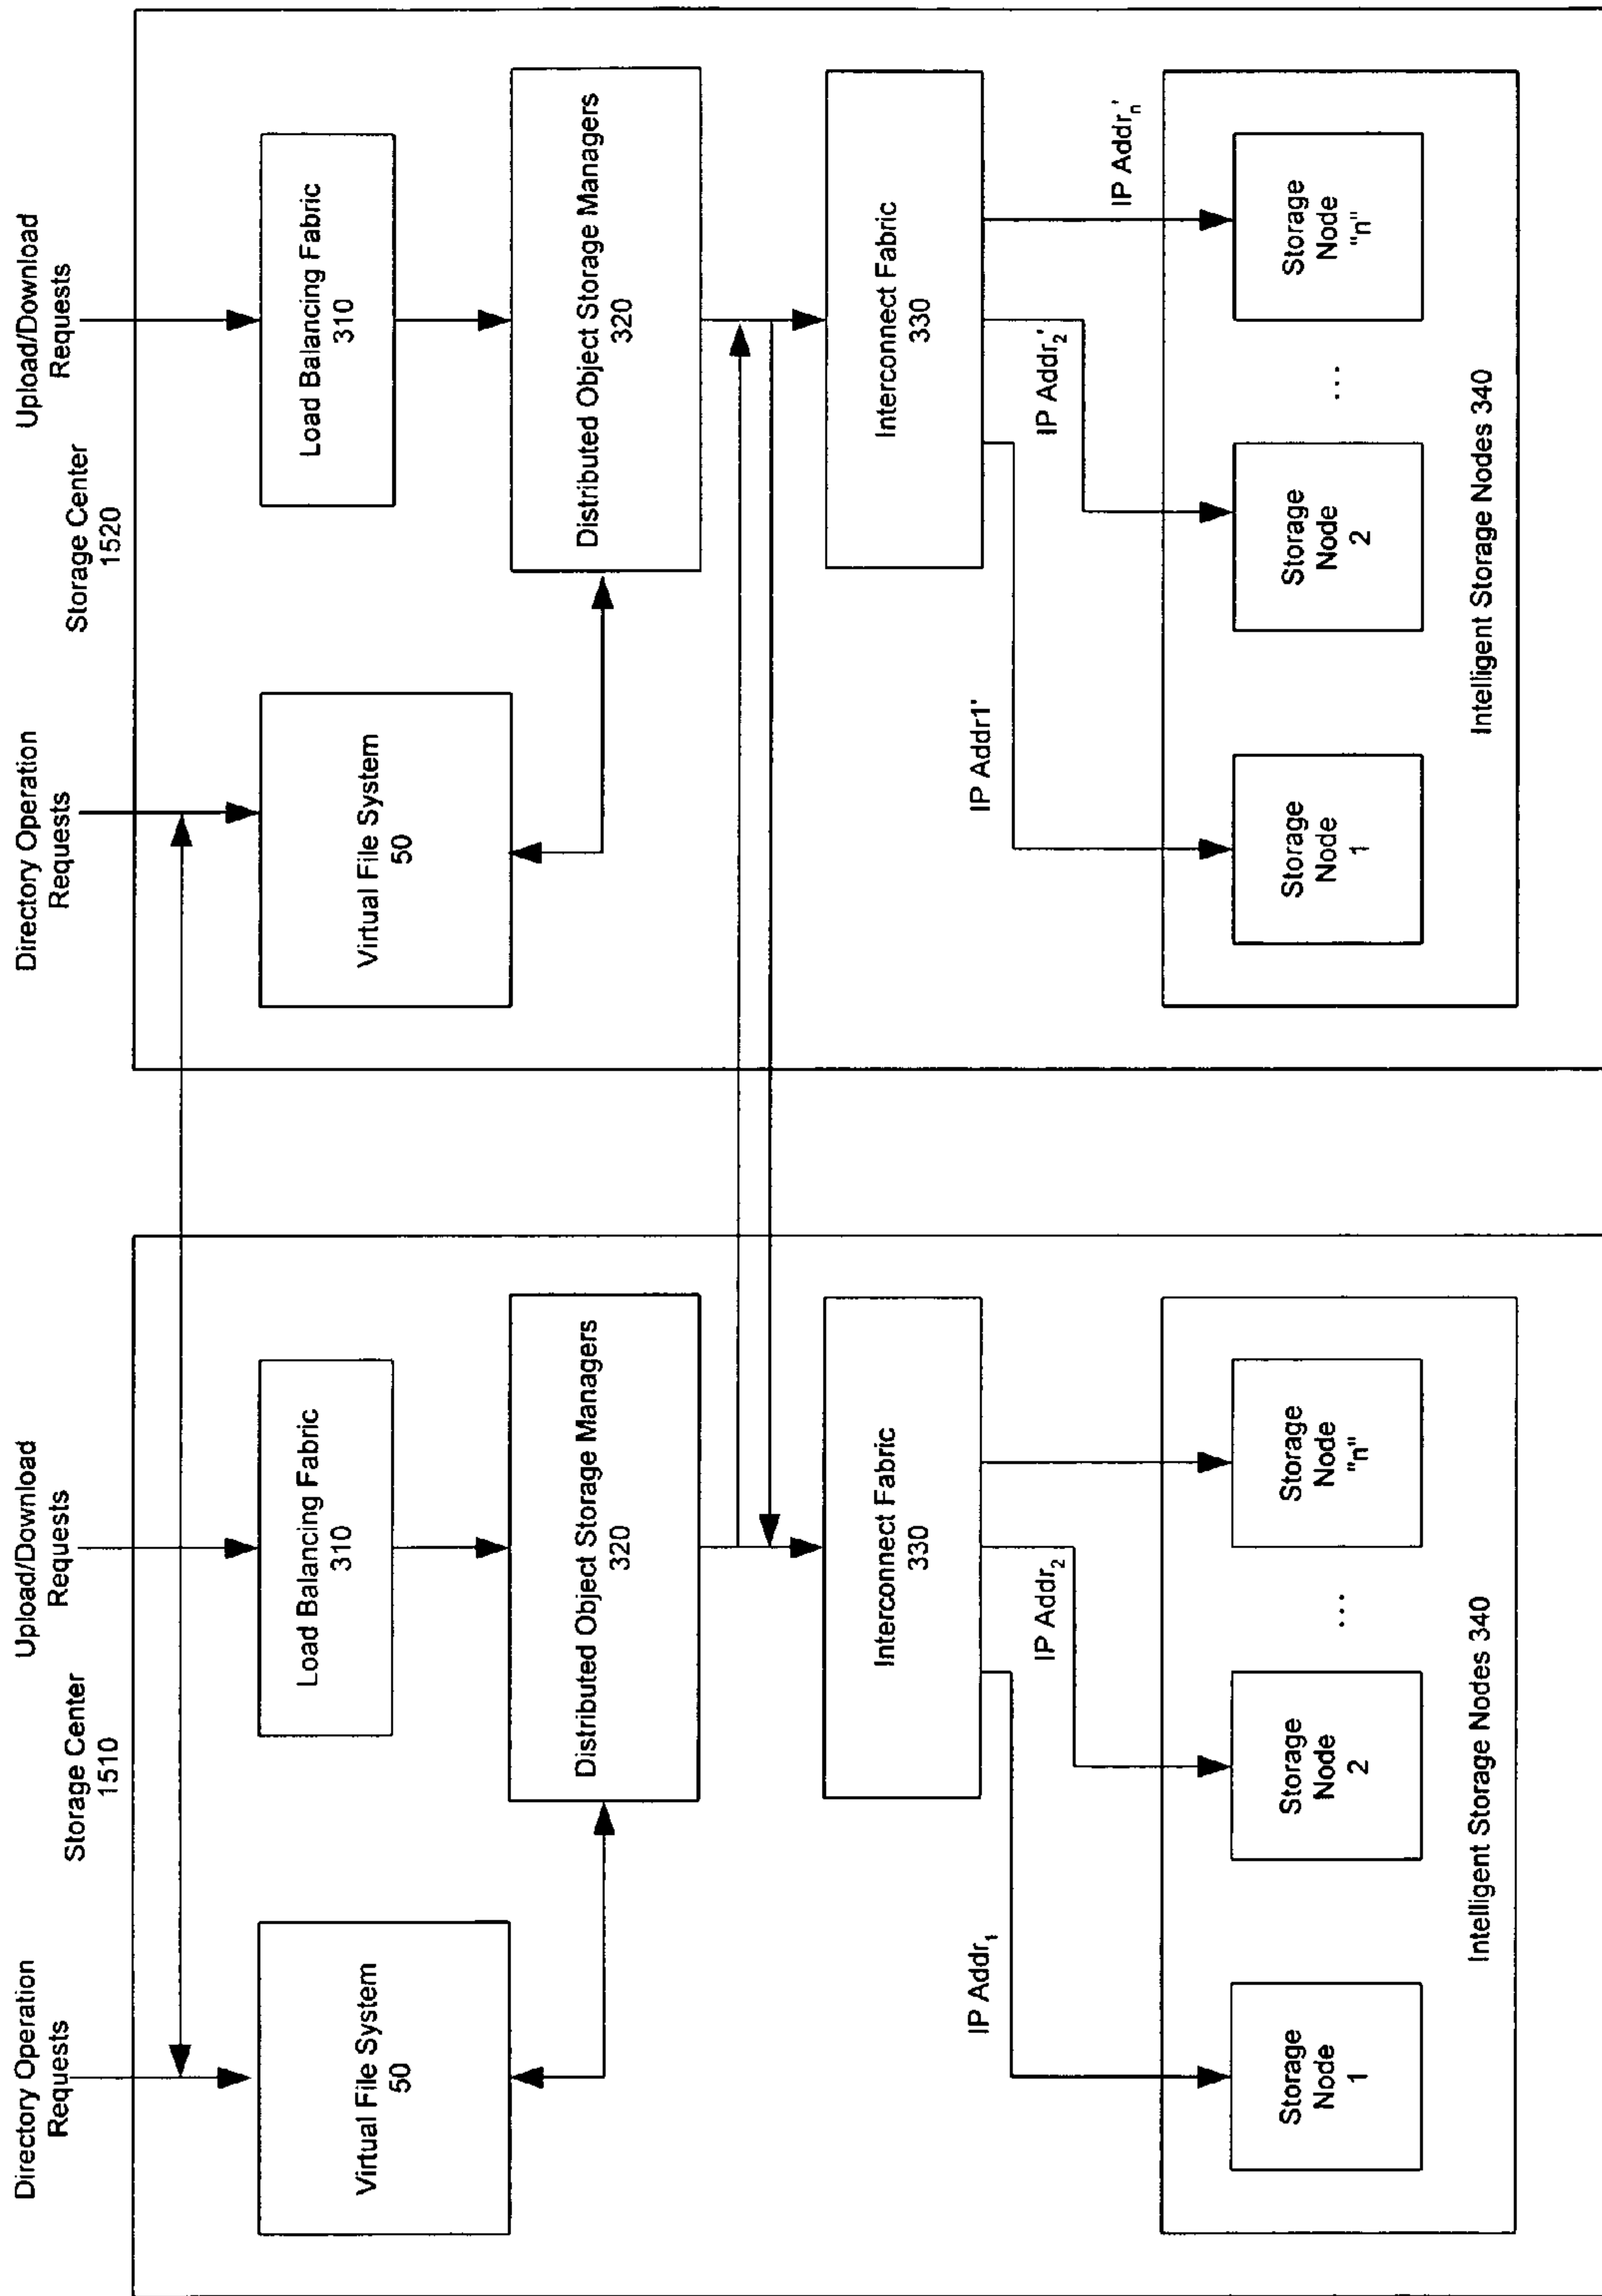 Directory Operation
Requests
Storage Center
1510
Upload/Download
Requests
Virtual File System
50
Load Balancing Fabric
310
Distributed Object Storage Managers
320
Interconnect Fabric
330
IP Addr₁
IP Addr₂
Storage
Node
1
Storage
Node
2
...
Storage
Node
"n"
Intelligent Storage Nodes 340
Directory Operation
Requests
Storage Center
1520
Upload/Download
Requests
Virtual File System
50
Load Balancing Fabric
310
Distributed Object Storage Managers
320
Interconnect Fabric
330
IP Addr1'
IP Addr₂'
IP Addrₙ'
Storage
Node
1
Storage
Node
2
...
Storage
Node
"n"
Intelligent Storage Nodes 340